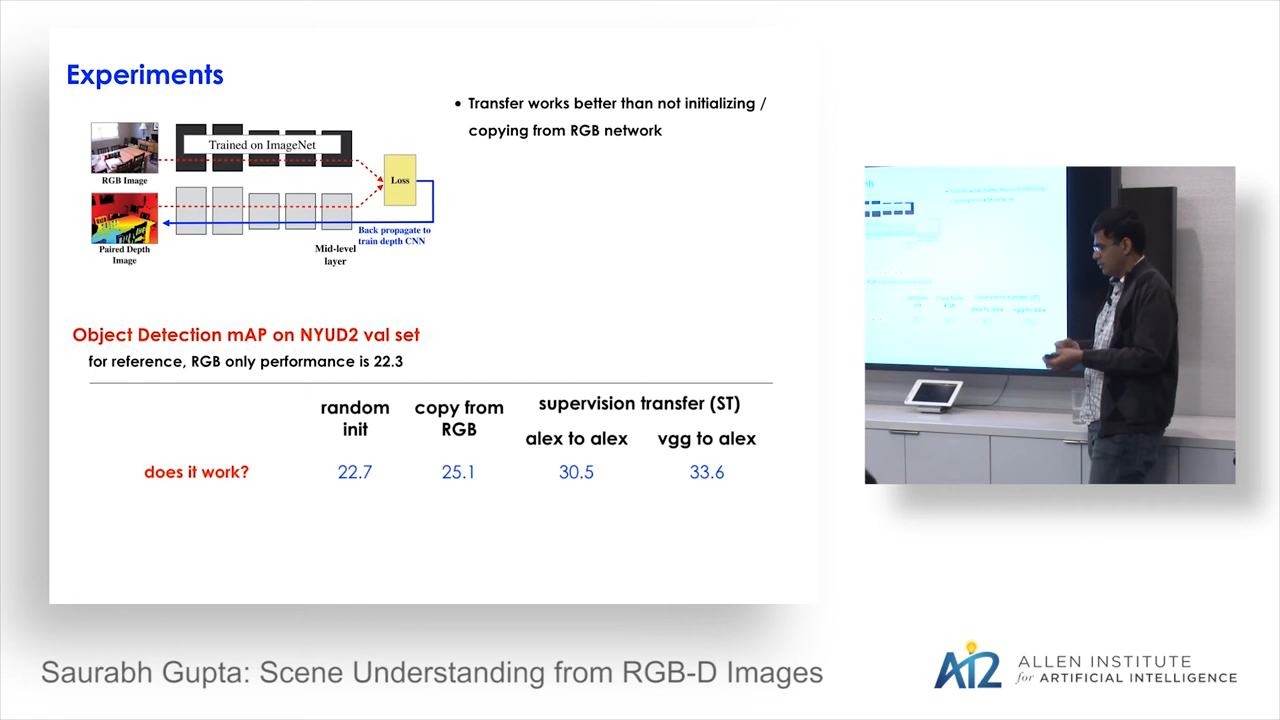 Experiments
• Transfer works better than not initializing /
copying from RGB network
Trained on ImageNet
RGB Image
Loss
Paired Depth
Image
Mid-level
layer
Back propagate to
train depth CNN
Object Detection mAP on NYUD2 val set
for reference, RGB only performance is 22.3
random
init
copy from
RGB
supervision transfer (ST)
alex to alex
vgg to alex
does it work?
22.7
25.1
30.5
33.6
Saurabh Gupta: Scene Understanding from RGB-D Images
AI2
ALLEN INSTITUTE
for ARTIFICIAL INTELLIGENCE